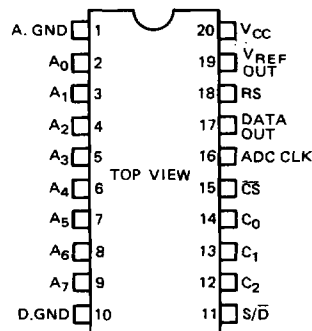 A. GND 1 20 VCC
A0 2 19 VREF OUT
A1 3 18 RS
A2 4 17 DATA OUT
A3 5 16 ADC CLK
TOP VIEW
A4 6 15 C̅S̅
A5 7 14 C0
A6 8 13 C1
A7 9 12 C2
D.GND 10 11 S/D̅